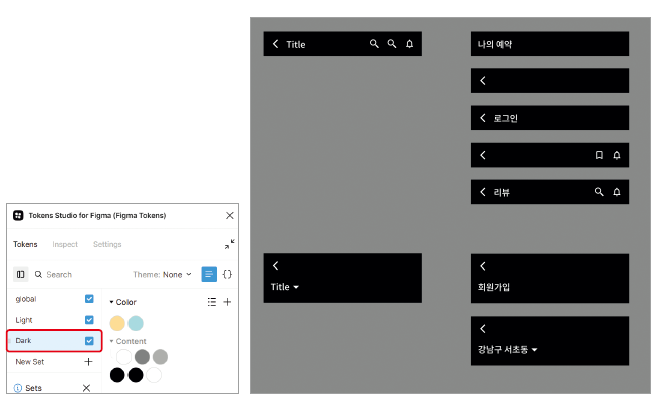 Title
나의 예약
로그인
리뷰
Title
회원가입
강남구 서초동
Tokens Studio for Figma (Figma Tokens)
Tokens Inspect Settings
Search Theme: None
global
Light
Dark
New Set
Sets
Color
Content